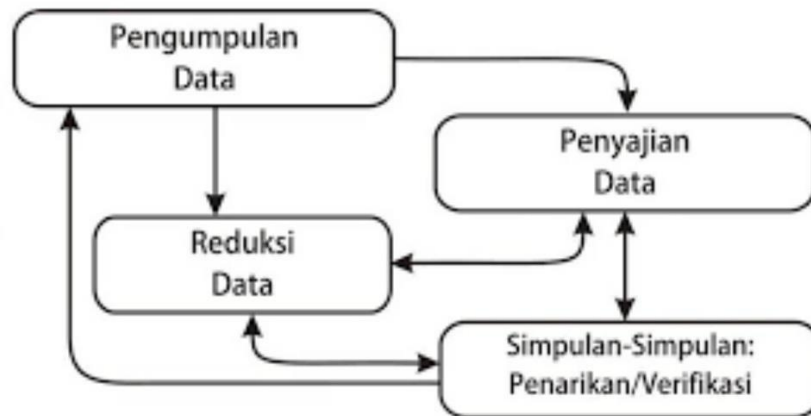 Pengumpulan
Data
Penyajian
Data
Reduksi
Data
Simpulan-Simpulan:
Penarikan/Verifikasi